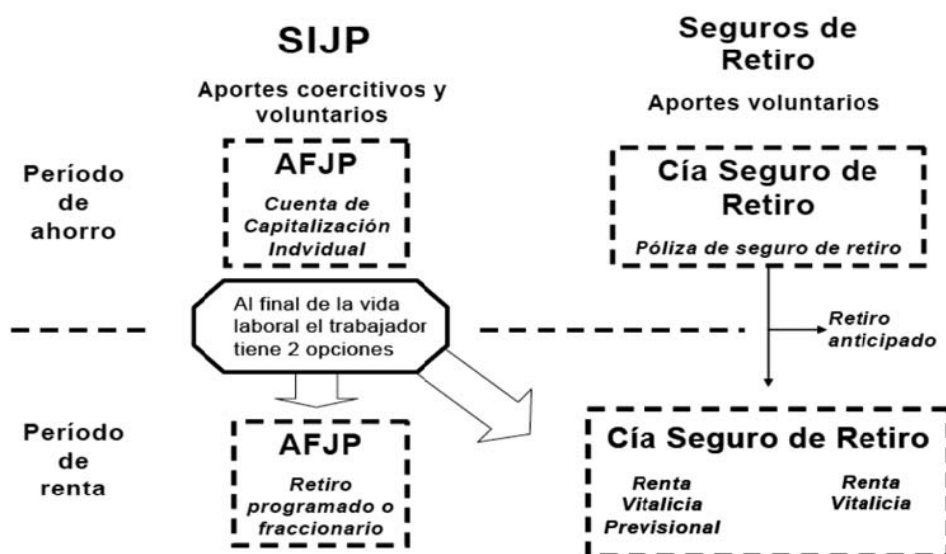 SIJP
Aportes coercitivos y
voluntarios
Seguros de
Retiro
Aportes voluntarios
Período
de
ahorro
AFJP
Cuenta de
Capitalización
Indvidual
Cía Seguro de
Retiro
Póliza de seguro de retiro
Al final de la vida
laboral el trabajador
tiene 2 opciones
Retiro
anticipado
Período
de
renta
AFJP
Retiro
programado o
fraccionario
Cía Seguro de Retiro
Renta
Vitalicia
Previsional
Renta
Vitalicia